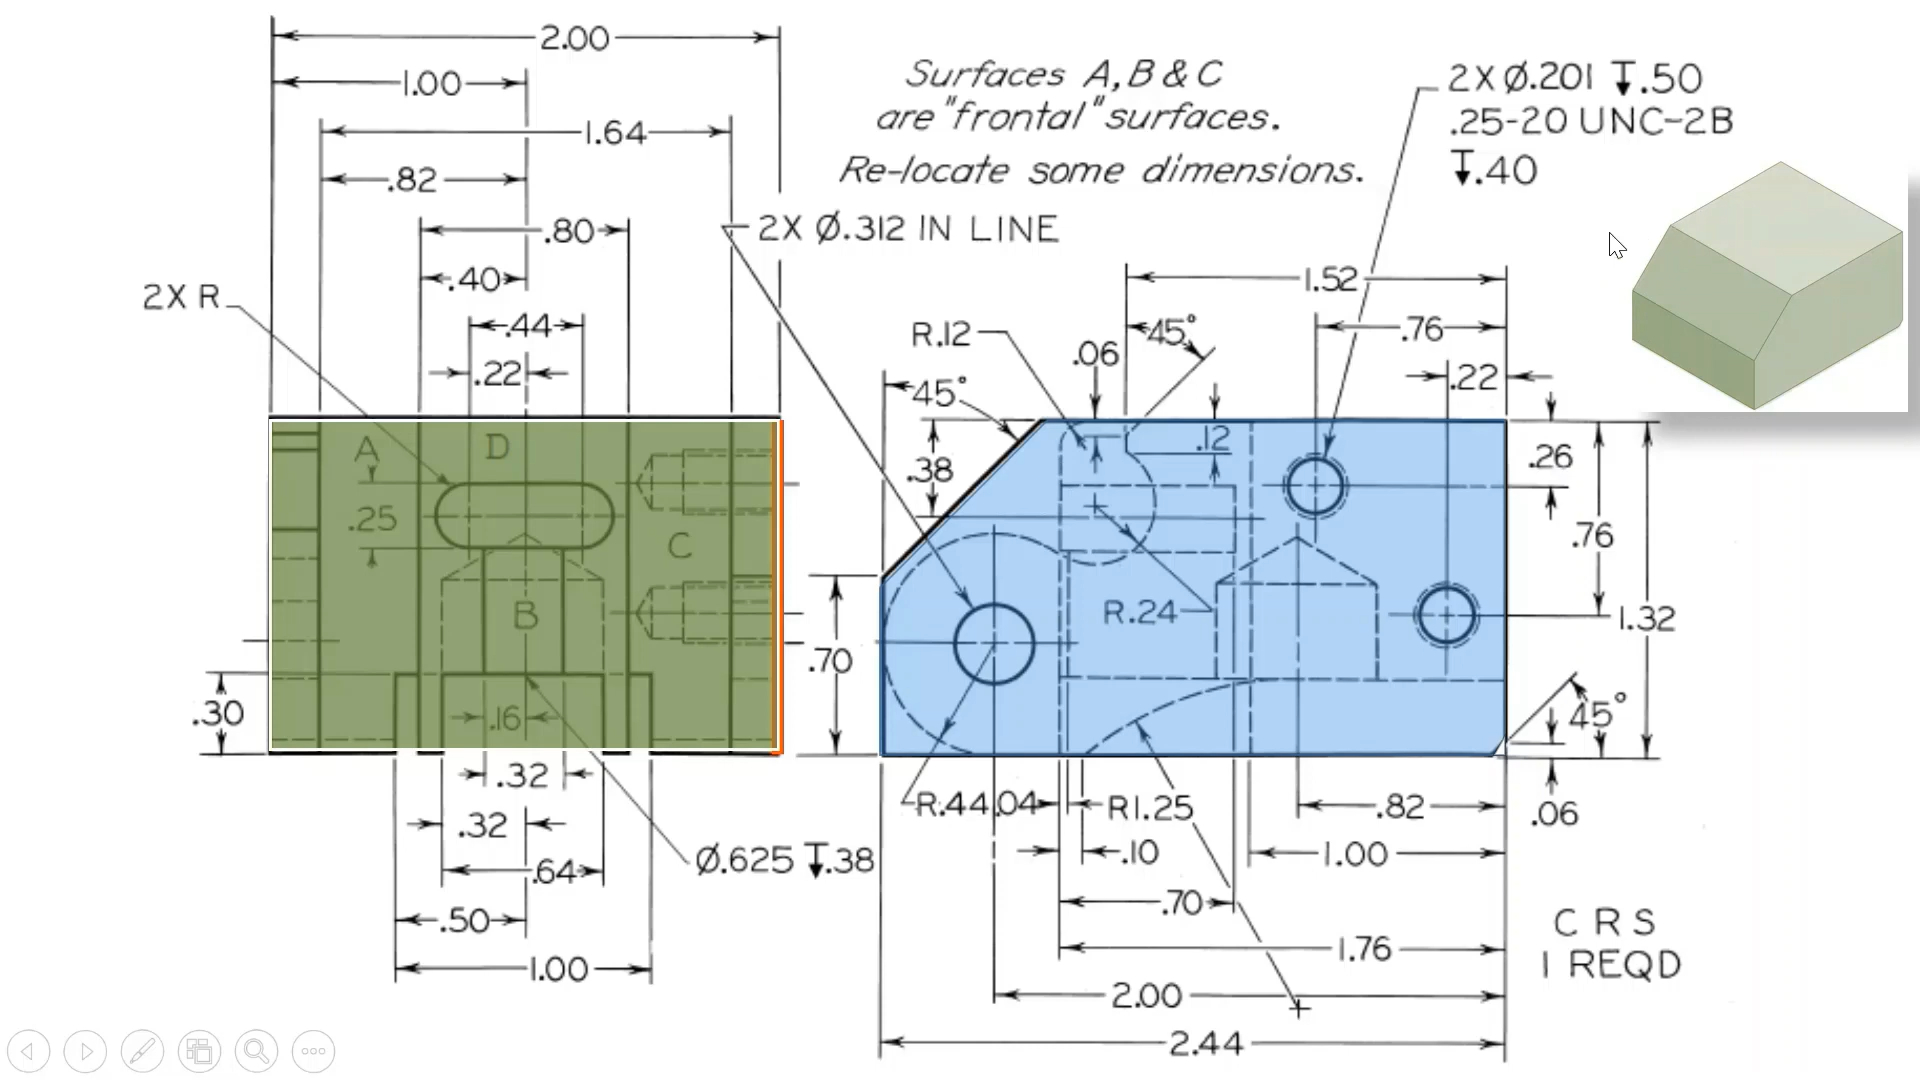 2.00
1.00
1.64
.82
.80
.40
2X R
.44
.22
A
D
.25
C
B
.30
.16
.32
.32
.64
.50
1.00
Ø.625 ↧.38
Surfaces A, B & C
are "frontal" surfaces.
Re-locate some dimensions.
2X Ø.312 IN LINE
2X Ø.201 ↧.50
.25-20 UNC-2B
↧.40
1.52
R.12
.06
45°
.76
45°
.22
.38
.12
.26
.76
R.24
1.32
.70
45°
R.44
.04
R1.25
.82
.06
.10
1.00
.70
1.76
2.00
2.44
CRS
1 REQD